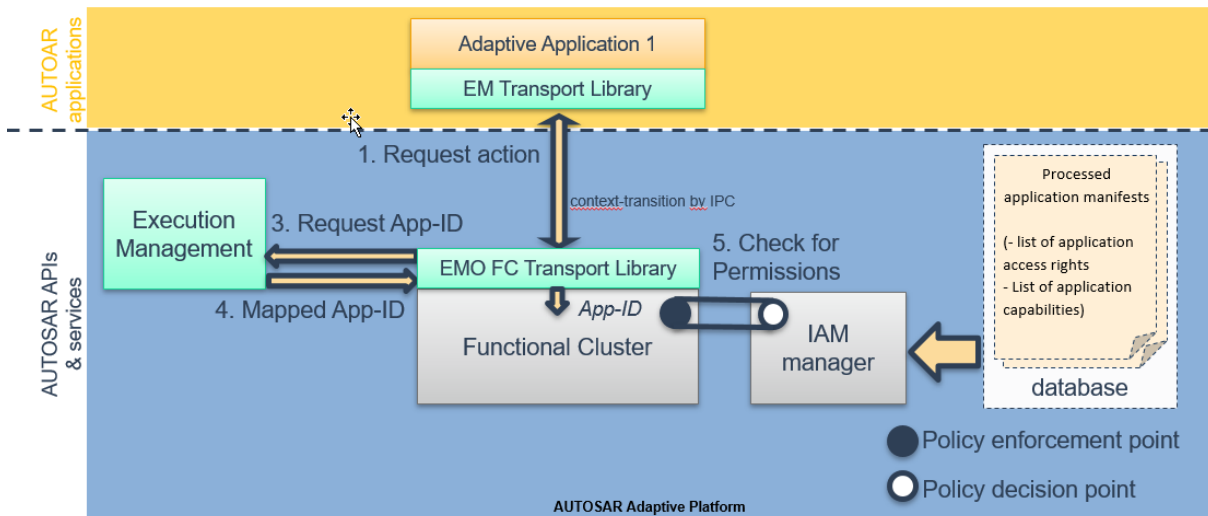 AUTOAR
applications
Adaptive Application 1
EM Transport Library
1. Request action
context-transition by IPC
AUTOSAR APIs
& services
Execution
Management
3. Request App-ID
4. Mapped App-ID
EMO FC Transport Library
App-ID
Functional Cluster
5. Check for
Permissions
IAM
manager
Processed
application manifests
(- list of application
access rights
- List of application
capabilities)
database
Policy enforcement point
Policy decision point
AUTOSAR Adaptive Platform